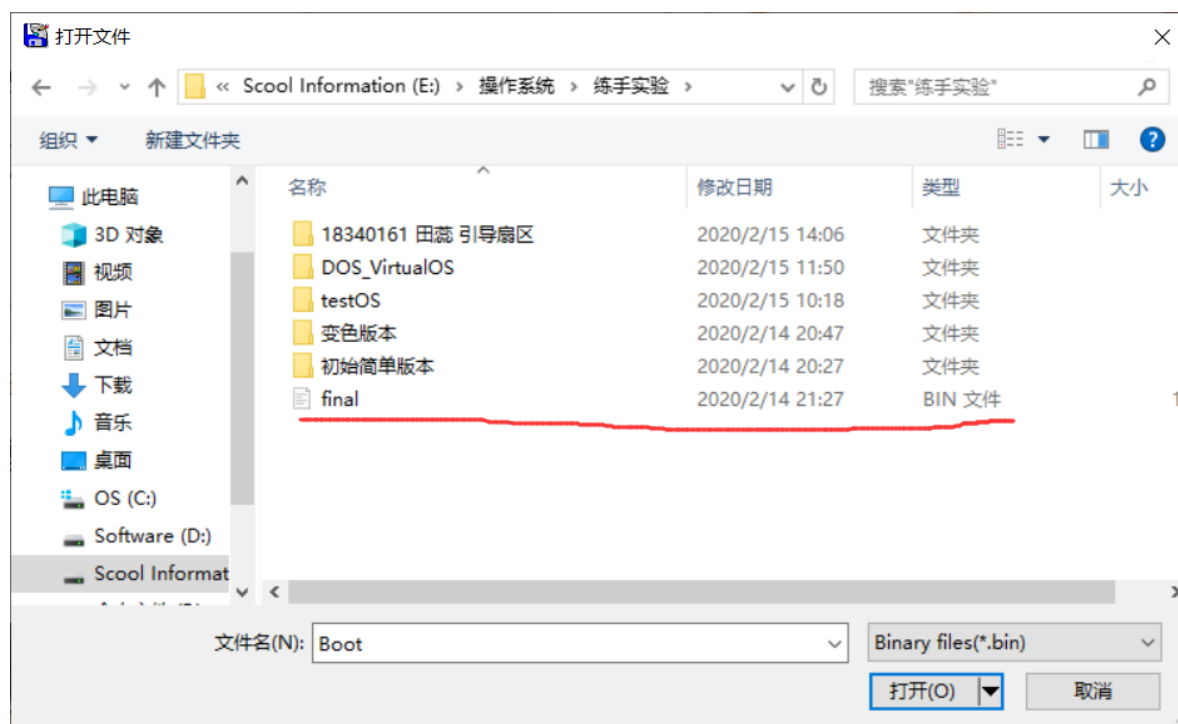 打开文件
« Scool Information (E:) › 操作系统 › 练手实验 › 搜索"练手实验"
组织 新建文件夹 ?
名称 修改日期 类型 大小
此电脑
3D 对象
视频
图片
文档
下载
音乐
桌面
OS (C:)
Software (D:)
Scool Informat
18340161 田蕊 引导扇区 2020/2/15 14:06 文件夹
DOS_VirtualOS 2020/2/15 11:50 文件夹
testOS 2020/2/15 10:18 文件夹
变色版本 2020/2/14 20:47 文件夹
初始简单版本 2020/2/14 20:27 文件夹
final 2020/2/14 21:27 BIN 文件 1
文件名(N): Boot Binary files(*.bin)
打开(O) 取消